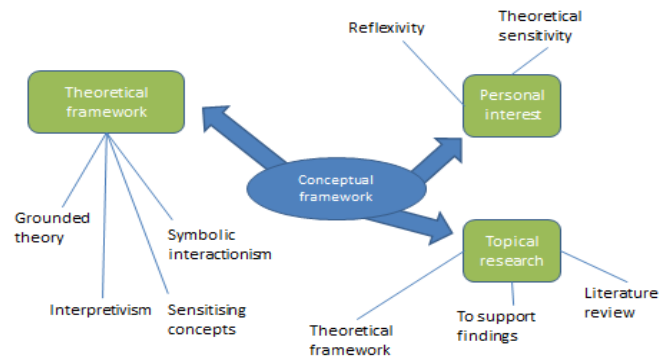 Reflexivity
Theoretical
sensitivity
Theoretical
framework
Personal
interest
Conceptual
framework
Grounded
theory
Symbolic
interactionism
Topical
research
Interpretivism
Sensitising
concepts
Theoretical
framework
To support
findings
Literature
review